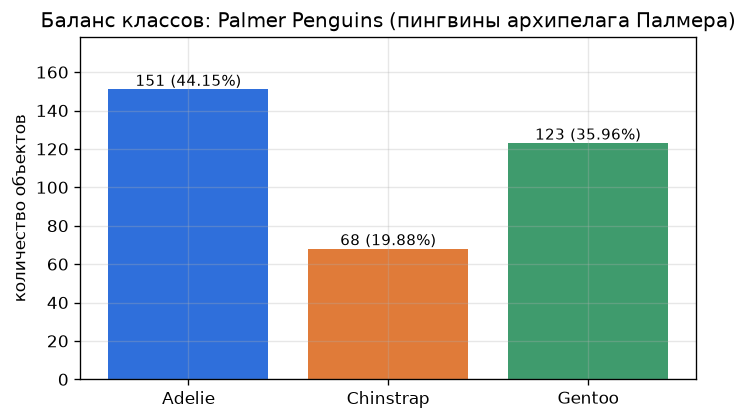 Баланс классов: Palmer Penguins (пингвины архипелага Палмера)
количество объектов
160
140
120
100
80
60
40
20
0
151 (44.15%)
68 (19.88%)
123 (35.96%)
Adelie
Chinstrap
Gentoo